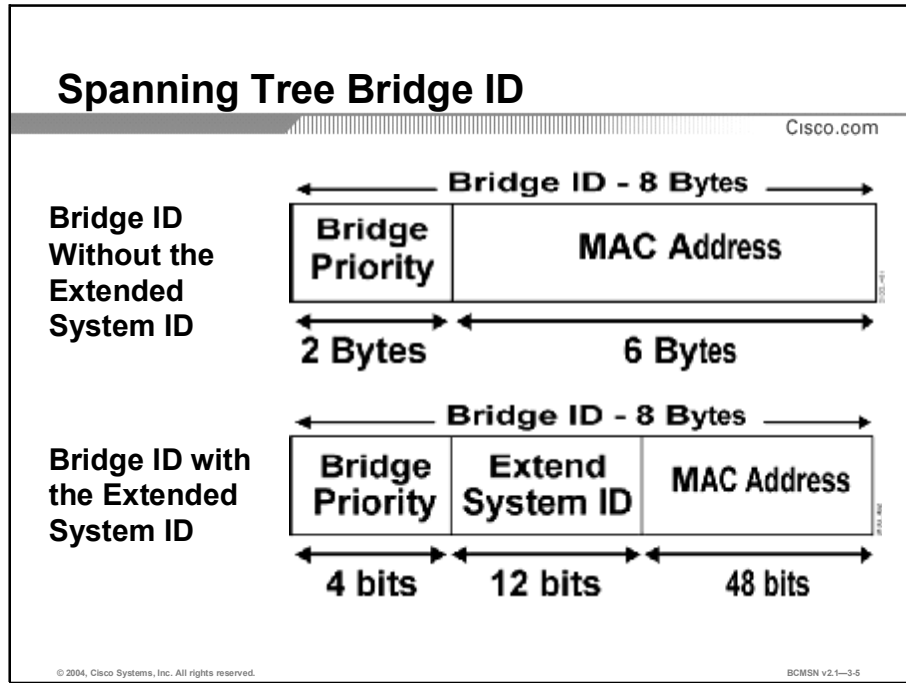 Spanning Tree Bridge ID
Cisco.com
Bridge ID
Without the
Extended
System ID
Bridge ID - 8 Bytes
Bridge
Priority
MAC Address
2 Bytes
6 Bytes
Bridge ID with
the Extended
System ID
Bridge ID - 8 Bytes
Bridge
Priority
Extend
System ID
MAC Address
4 bits
12 bits
48 bits
© 2004, Cisco Systems, Inc. All rights reserved.
BCMSN v2.1—3-5